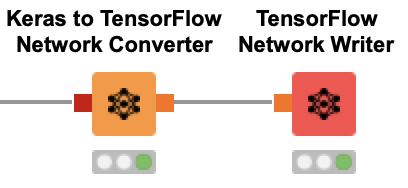 Keras to TensorFlow
Network Converter
TensorFlow
Network Writer